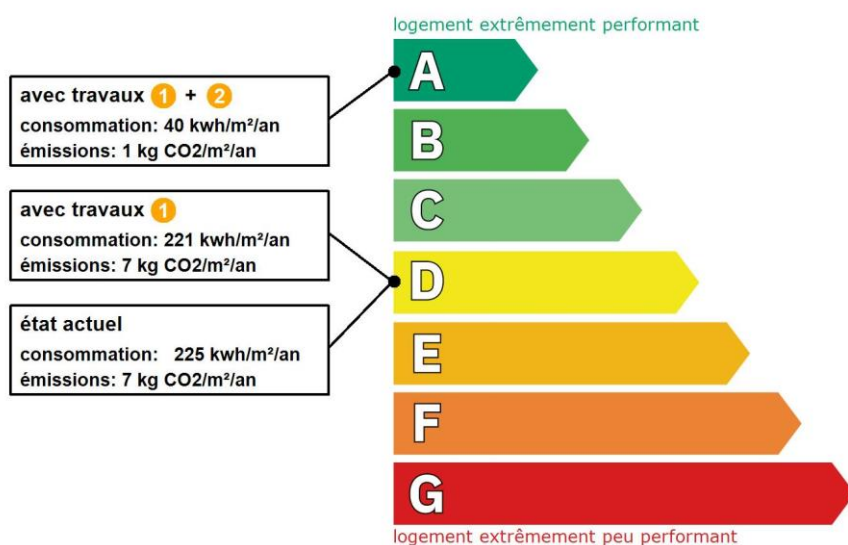 logement extrêmement performant
avec travaux 1 + 2
consommation: 40 kwh/m²/an
émissions: 1 kg CO2/m²/an
avec travaux 1
consommation: 221 kwh/m²/an
émissions: 7 kg CO2/m²/an
état actuel
consommation: 225 kwh/m²/an
émissions: 7 kg CO2/m²/an
A
B
C
D
E
F
G
logement extrêmement peu performant